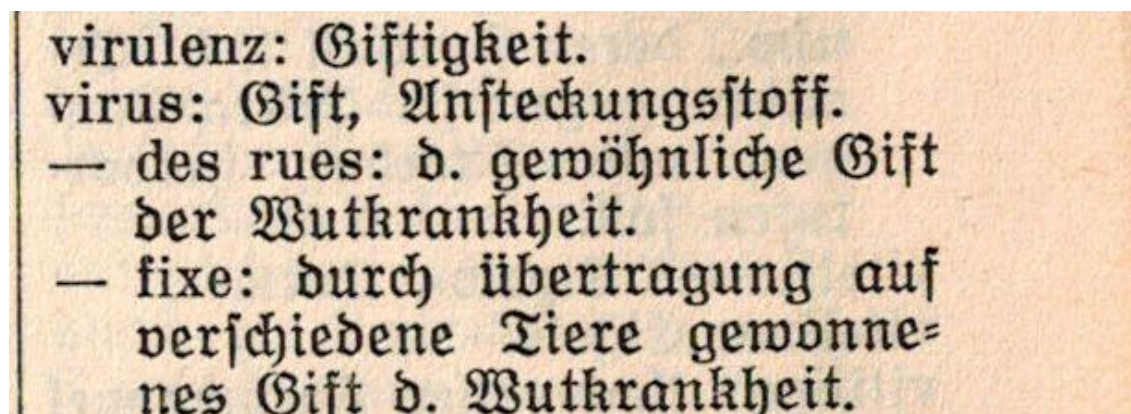 virulenz: Giftigkeit.
virus: Gift, Ansteckungsstoff.
— des rues: d. gewöhnliche Gift
der Wutkrankheit.
— fixe: durch übertragung auf
verschiedene Tiere gewonne-
nes Gift d. Wutkrankheit.